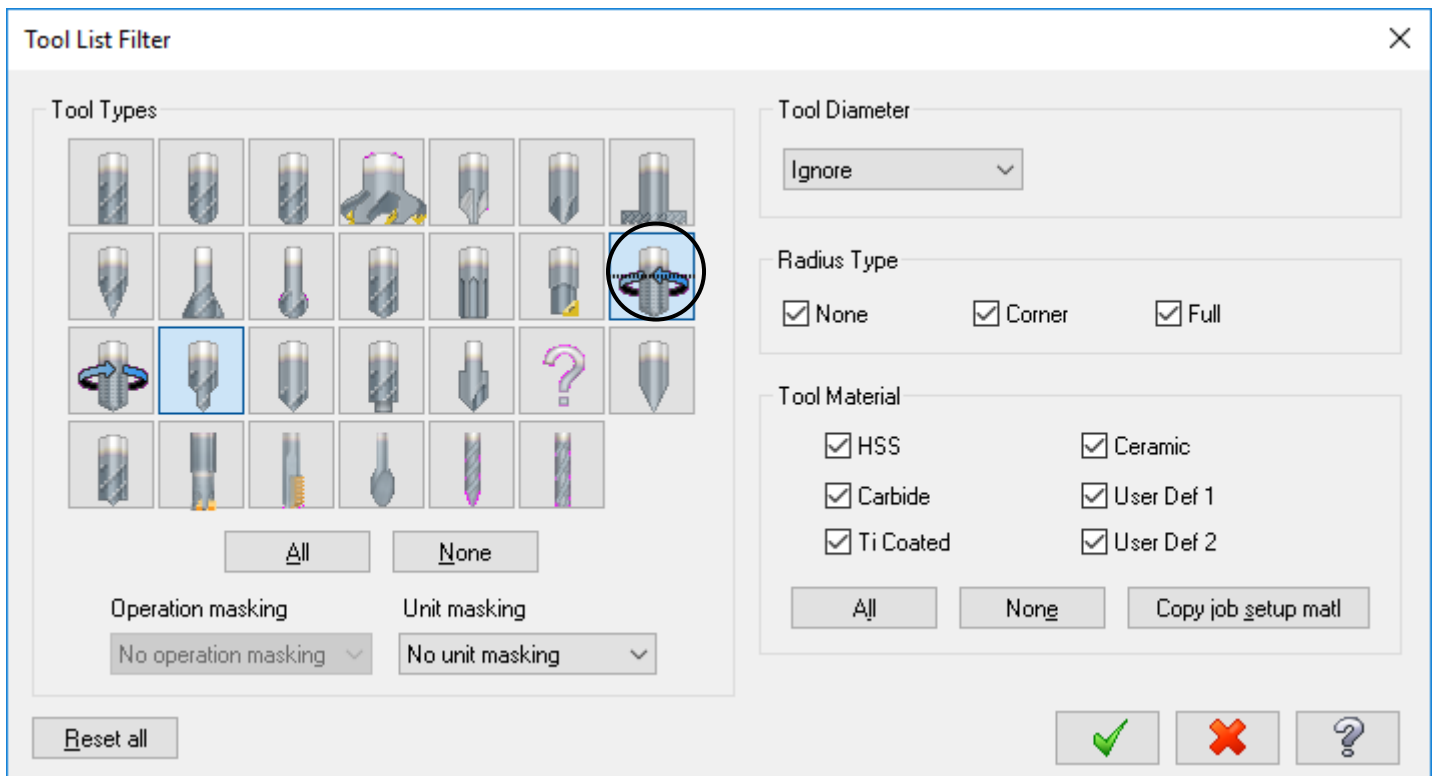 Tool List Filter
Tool Types
All
None
Operation masking
Unit masking
No operation masking
No unit masking
Reset all
Tool Diameter
Ignore
Radius Type
None
Corner
Full
Tool Material
HSS
Ceramic
Carbide
User Def 1
Ti Coated
User Def 2
All
None
Copy job setup matl